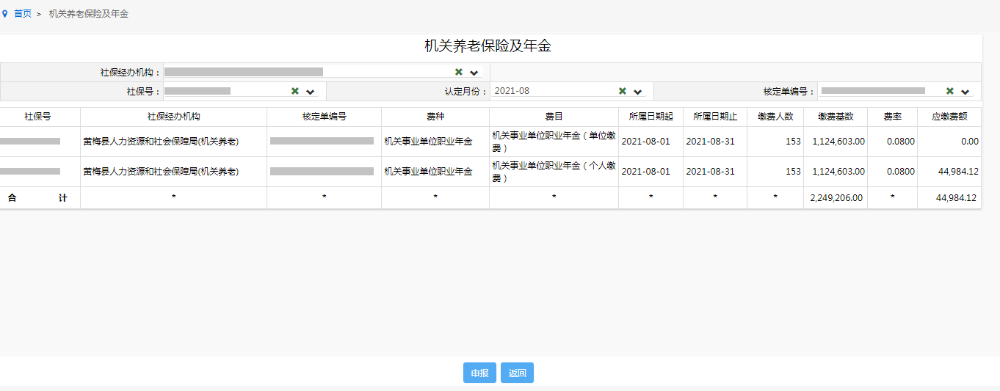 首页 > 机关养老保险及年金
机关养老保险及年金
社保经办机构：
社保号： 认定月份： 2021-08 核定单编号：
社保号 社保经办机构 核定单编号 费种 费目 所属日期起 所属日期止 缴费人数 缴费基数 费率 应缴费额
黄梅县人力资源和社会保障局(机关养老) 机关事业单位职业年金 机关事业单位职业年金（单位缴 2021-08-01 2021-08-31 153 1,124,603.00 0.0800 0.00
费）
黄梅县人力资源和社会保障局(机关养老) 机关事业单位职业年金 机关事业单位职业年金（个人缴 2021-08-01 2021-08-31 153 1,124,603.00 0.0800 44,984.12
费）
合 计 * * * * * * * 2,249,206.00 * 44,984.12
申报 返回